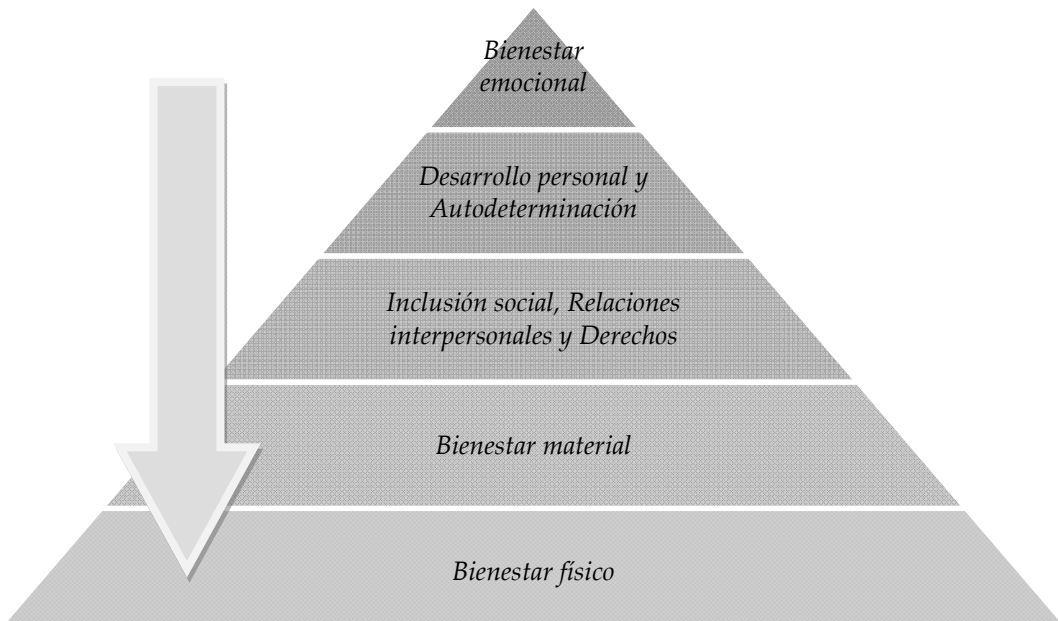 Bienestar
emocional
Desarrollo personal y
Autodeterminación
Inclusión social, Relaciones
interpersonales y Derechos
Bienestar material
Bienestar físico